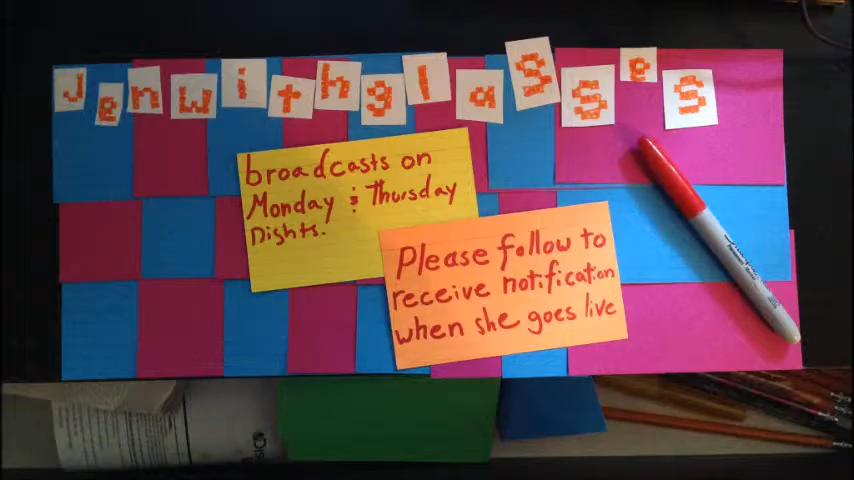 Jenwithglasses
broadcasts on
Monday & Thursday
Nights.
Please follow to
receive notification
when she goes live